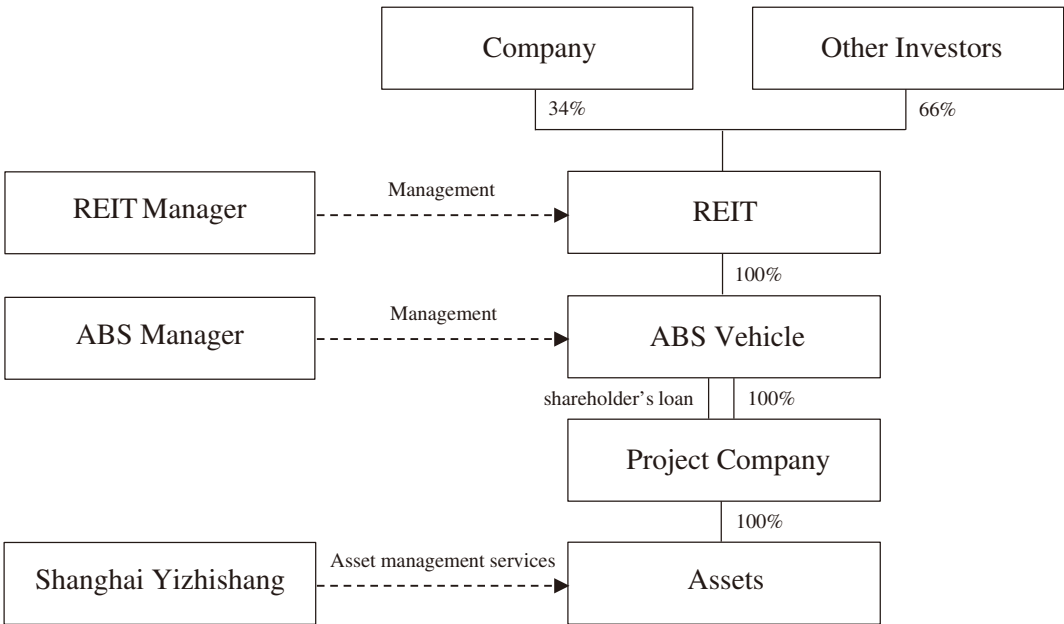 Company
Other Investors
34%
66%
Management
REIT Manager
REIT
100%
Management
ABS Manager
ABS Vehicle
shareholder’s loan
100%
Project Company
100%
Asset management services
Shanghai Yizhishang
Assets